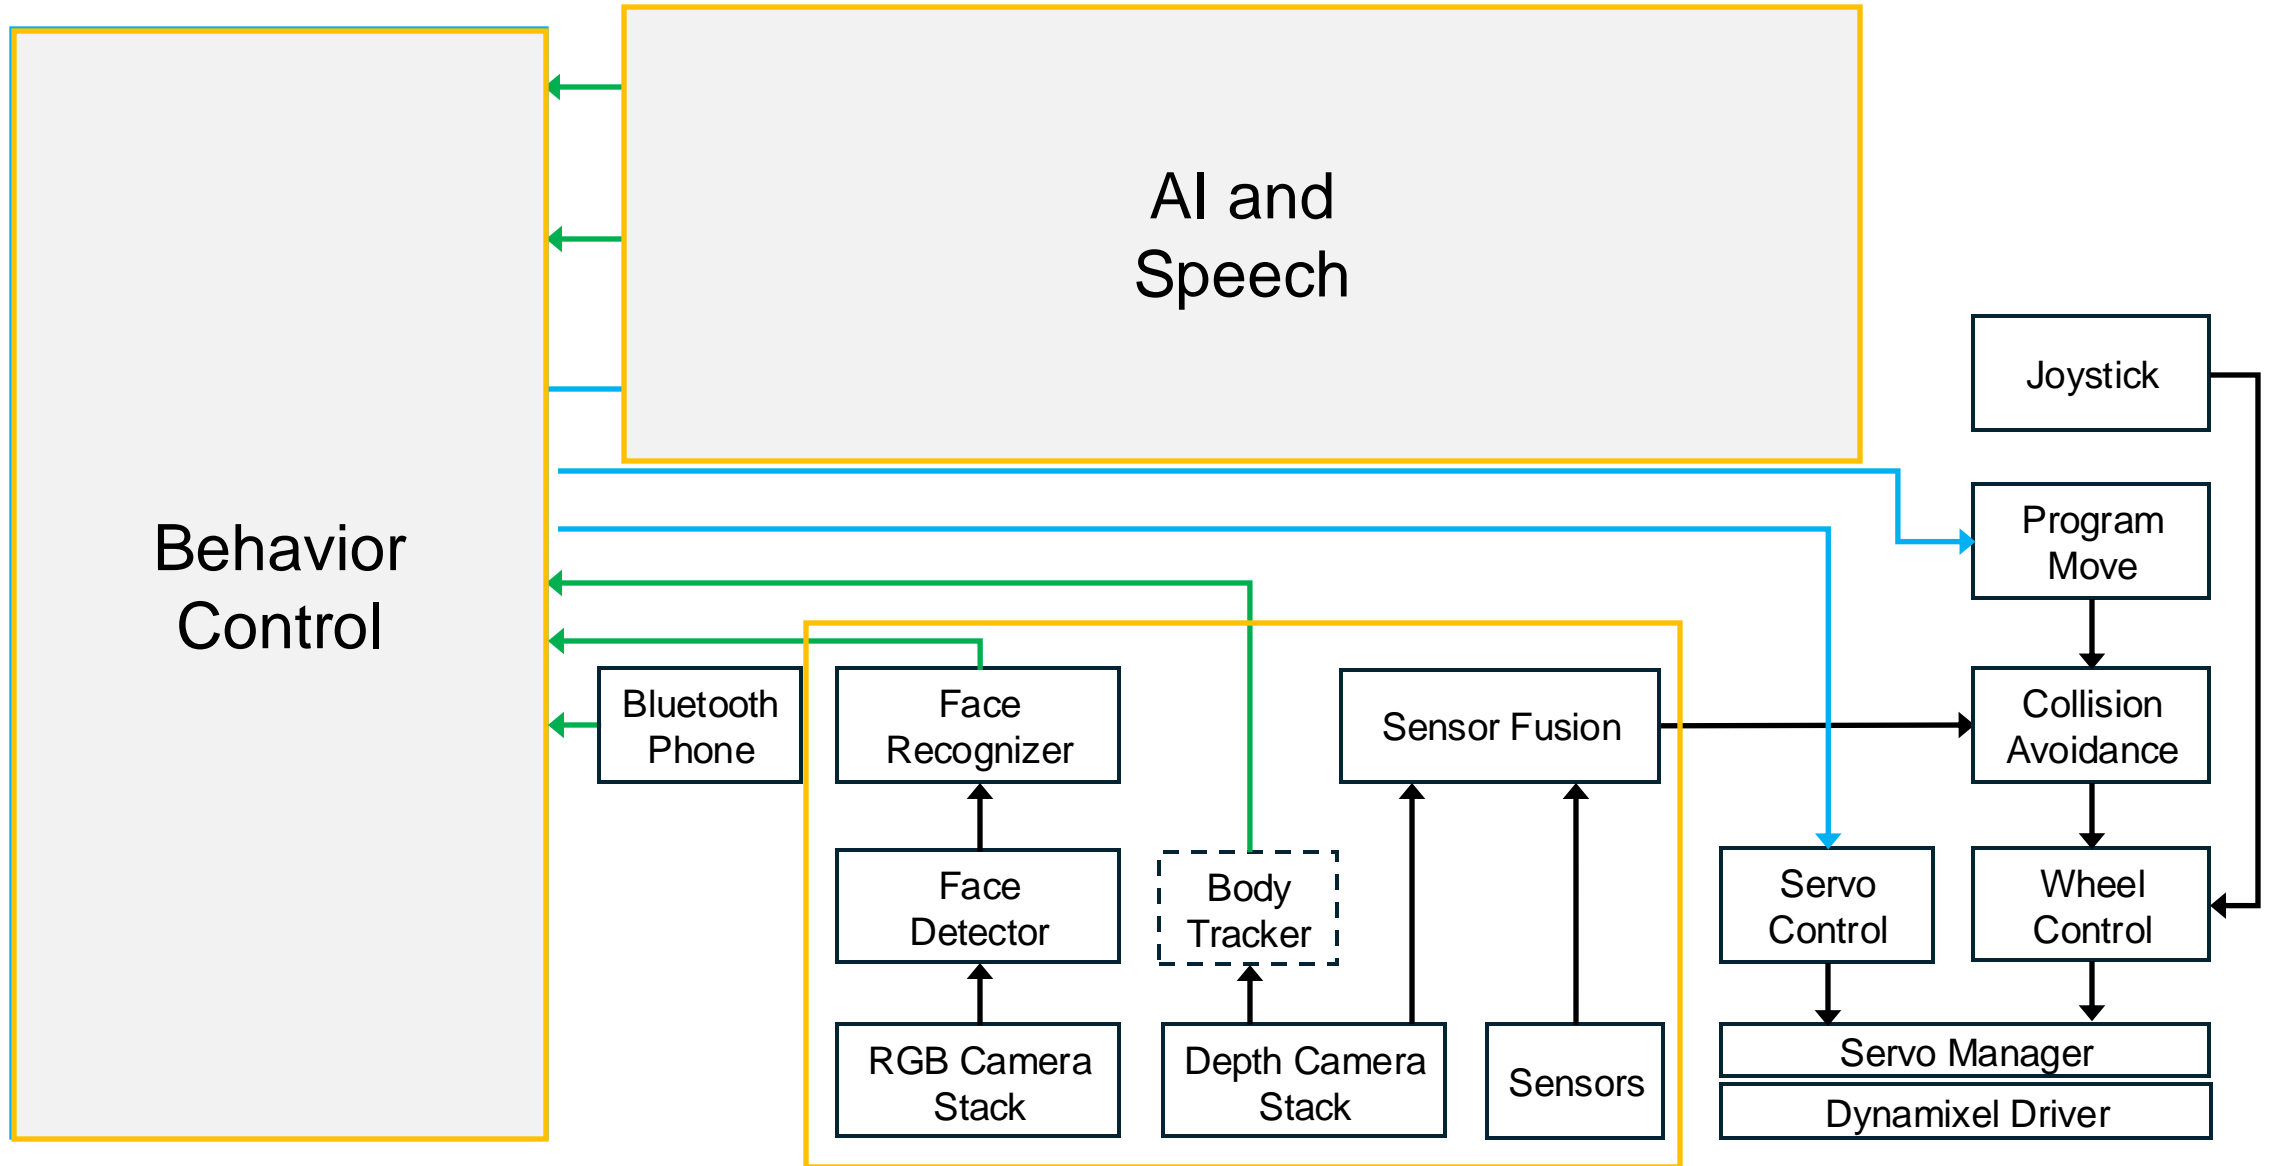 AI and
Speech
Joystick
Behavior
Control
Program
Move
Bluetooth
Phone
Face
Recognizer
Sensor Fusion
Collision
Avoidance
Face
Detector
Body
Tracker
Servo
Control
Wheel
Control
RGB Camera
Stack
Depth Camera
Stack
Sensors
Servo Manager
Dynamixel Driver